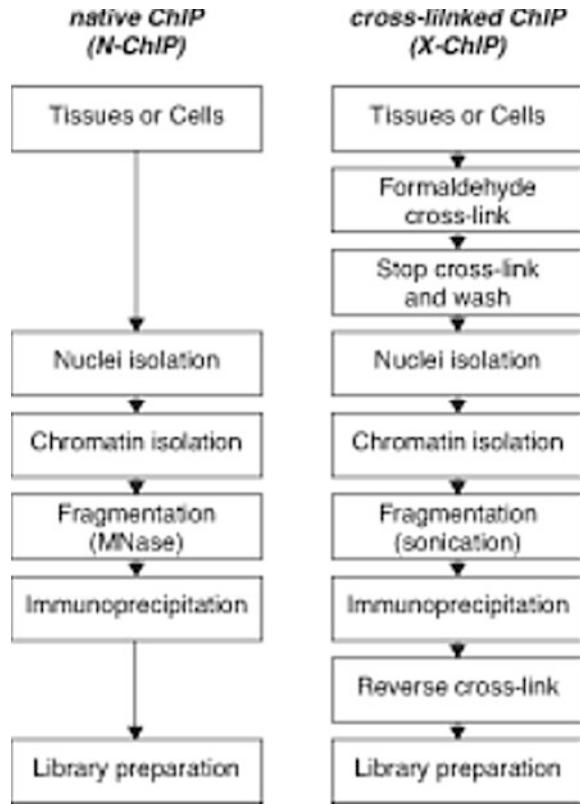 native ChIP
(N-ChIP)
Tissues or Cells
Nuclei isolation
Chromatin isolation
Fragmentation
(MNase)
Immunoprecipitation
Library preparation
cross-lilnked ChIP
(X-ChIP)
Tissues or Cells
Formaldehyde
cross-link
Stop cross-link
and wash
Nuclei isolation
Chromatin isolation
Fragmentation
(sonication)
Immunoprecipitation
Reverse cross-link
Library preparation